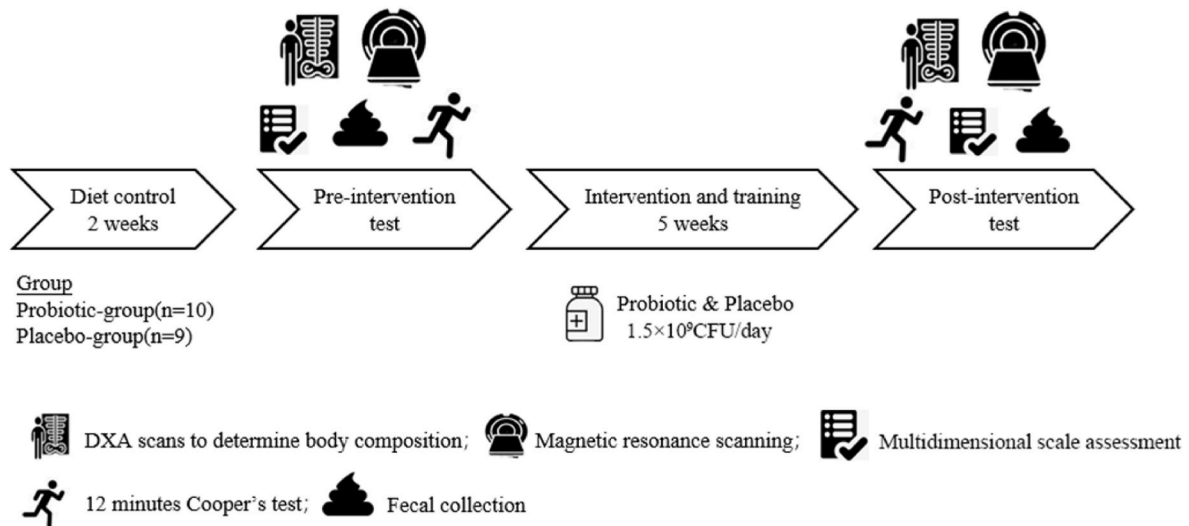 Diet control
2 weeks
Pre-intervention
test
Intervention and training
5 weeks
Post-intervention
test
Group
Probiotic-group(n=10)
Placebo-group(n=9)
Probiotic & Placebo
1.5×10⁹CFU/day
DXA scans to determine body composition;
Magnetic resonance scanning;
Multidimensional scale assessment
12 minutes Cooper's test;
Fecal collection